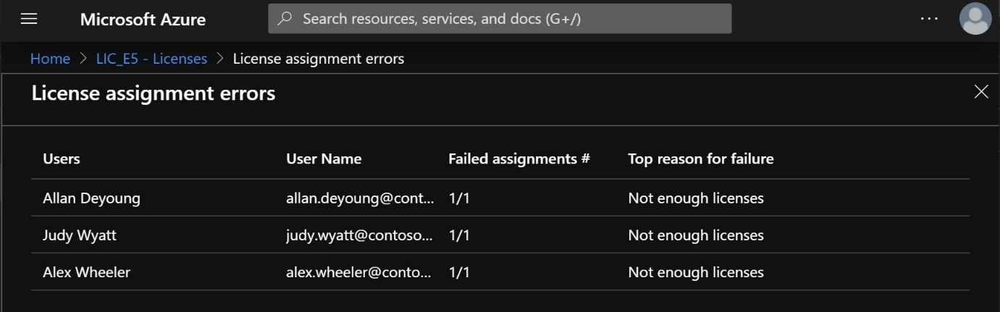 Microsoft Azure Search resources, services, and docs (G+/) ...
Home > LIC_E5 - Licenses > License assignment errors
License assignment errors
Users User Name Failed assignments # Top reason for failure
Allan Deyoung allan.deyoung@cont... 1/1 Not enough licenses
Judy Wyatt judy.wyatt@contoso... 1/1 Not enough licenses
Alex Wheeler alex.wheeler@conto... 1/1 Not enough licenses